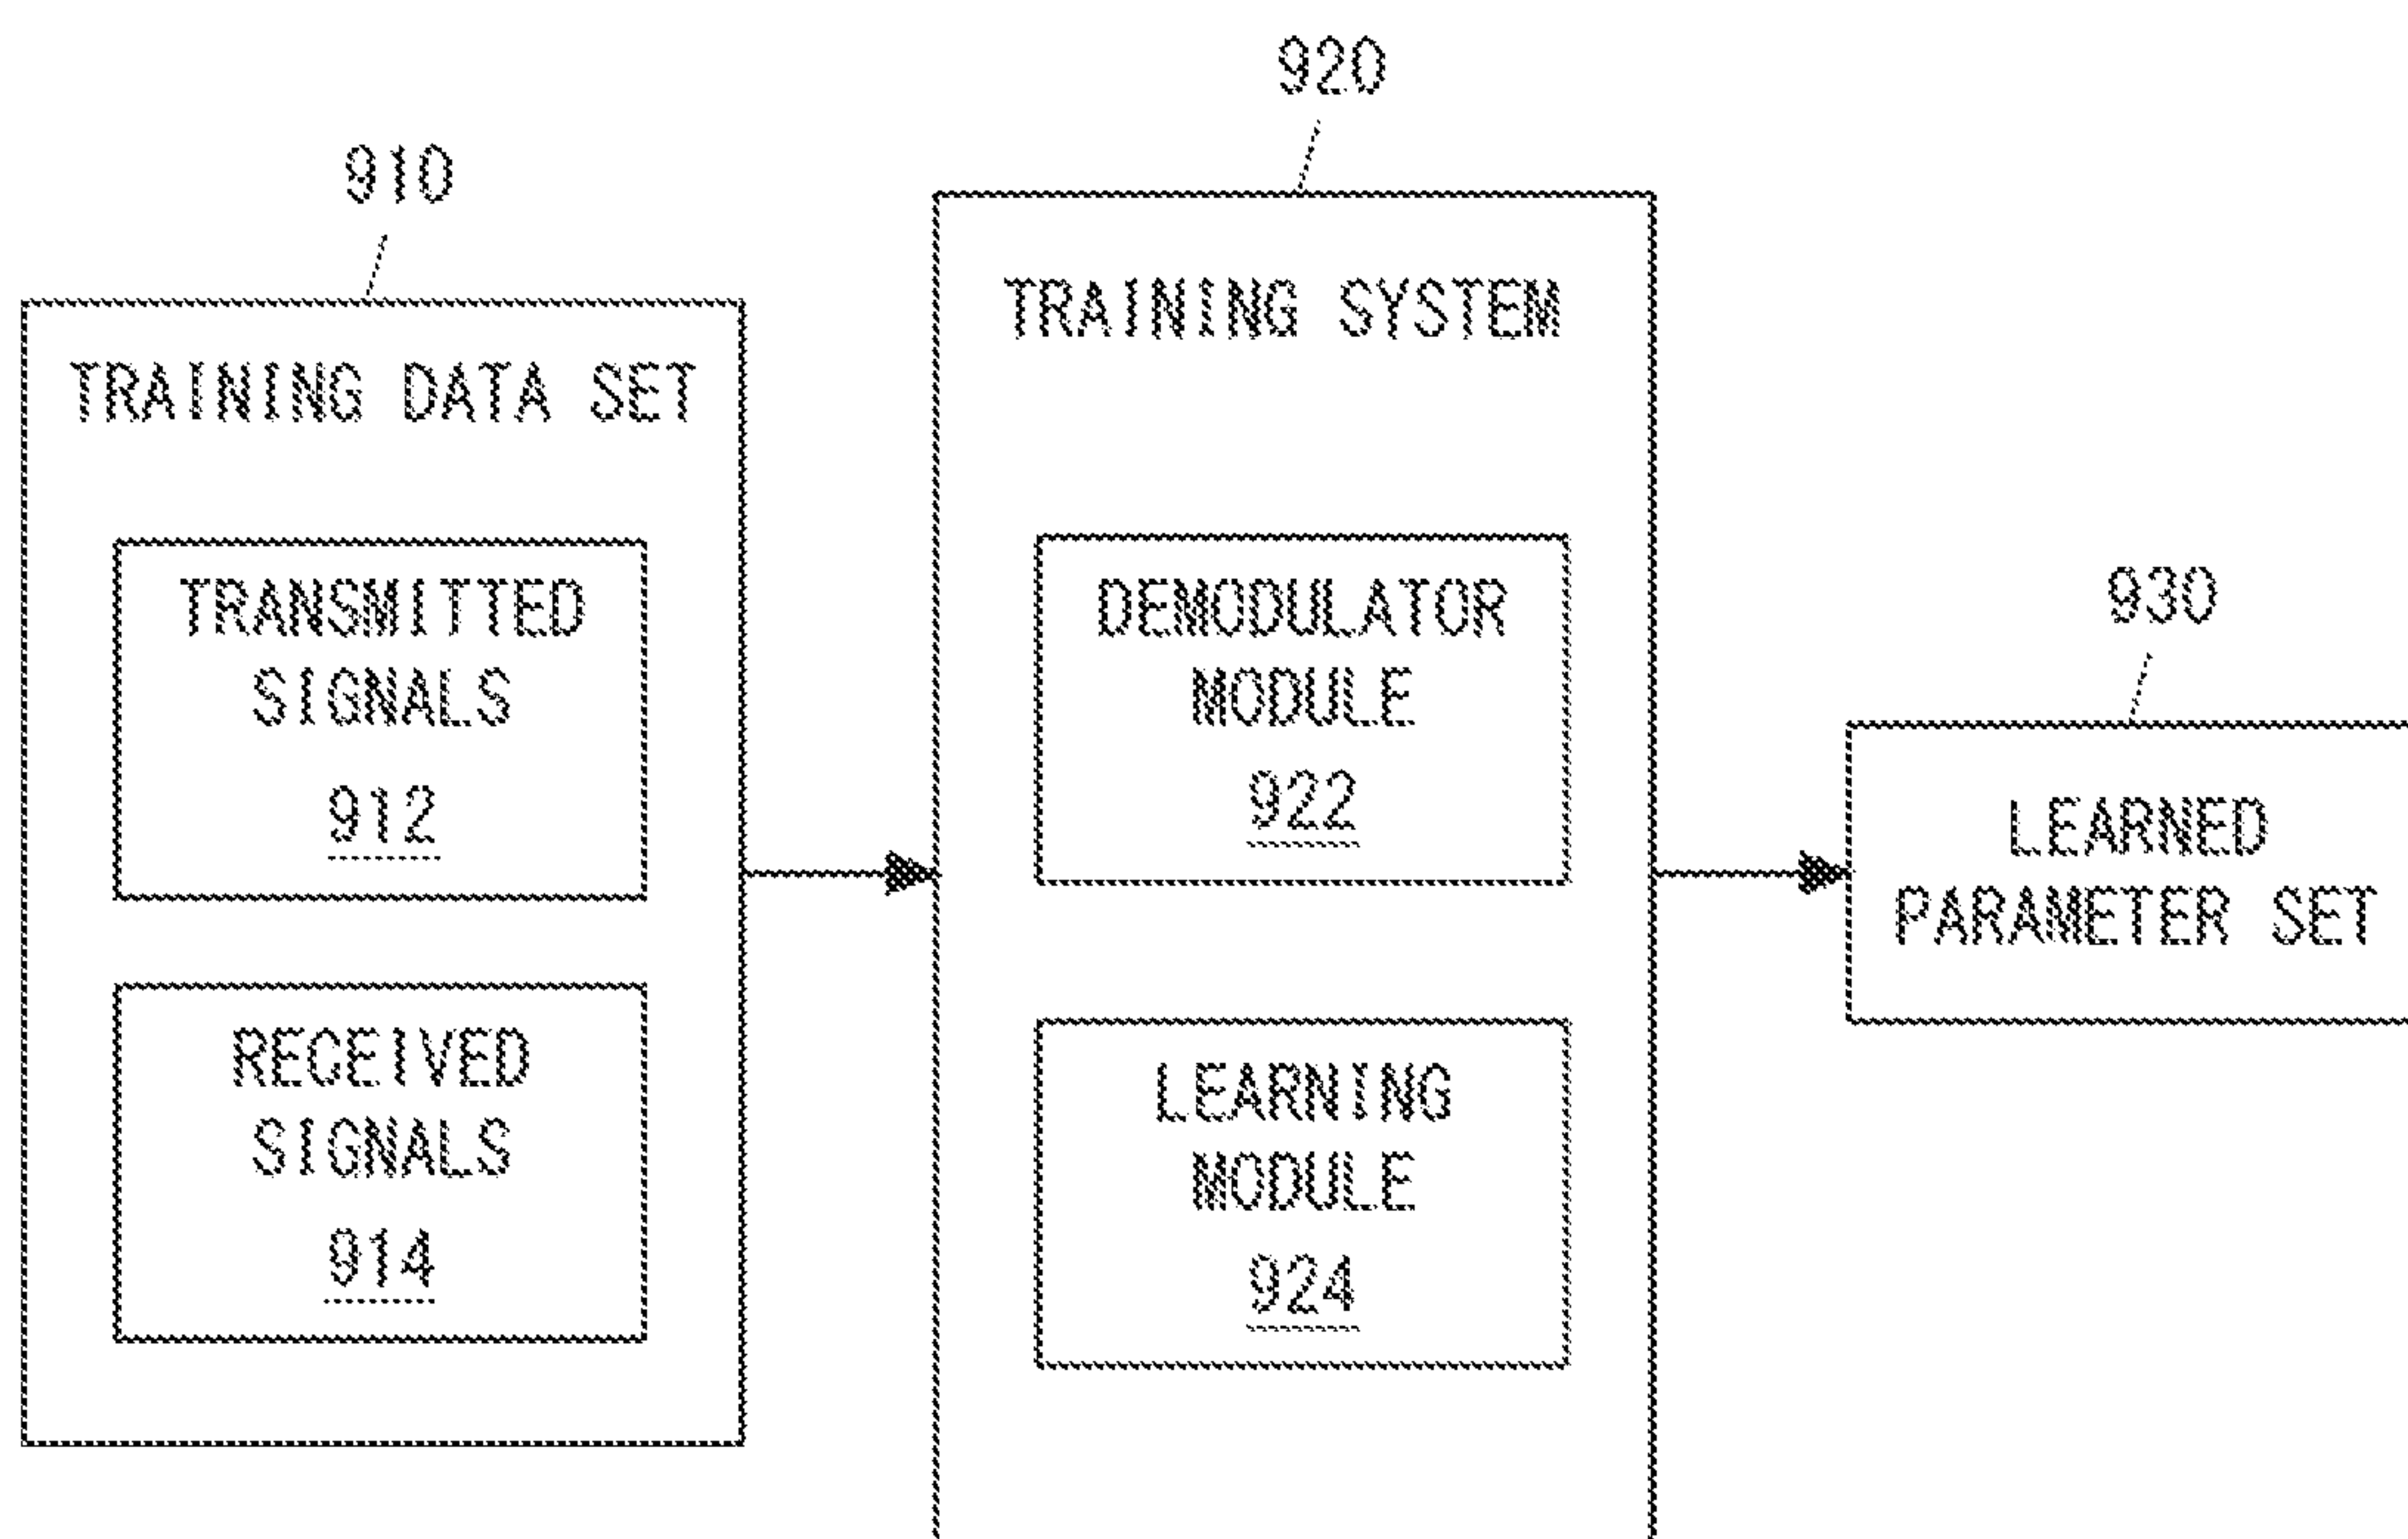 910
TRAINING DATA SET
TRANSMITTED
SIGNALS
912
RECEIVED
SIGNALS
914
920
TRAINING SYSTEM
DEMODULATOR
MODULE
922
LEARNING
MODULE
924
930
LEARNED
PARAMETER SET